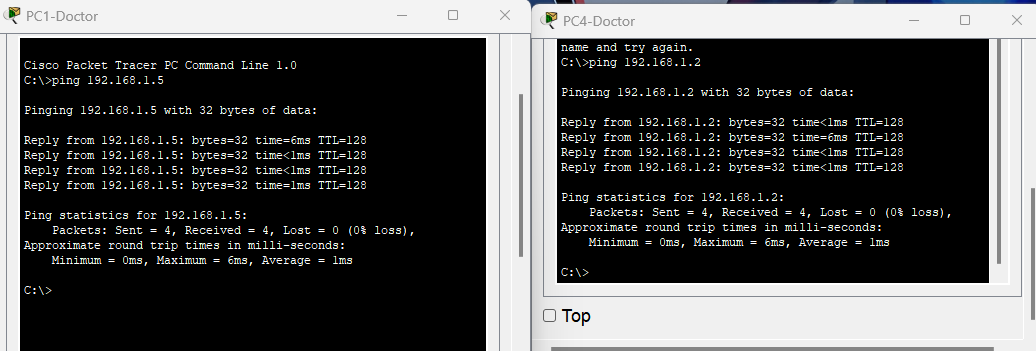 PC1-Doctor
Cisco Packet Tracer PC Command Line 1.0
C:\>ping 192.168.1.5
Pinging 192.168.1.5 with 32 bytes of data:
Reply from 192.168.1.5: bytes=32 time=6ms TTL=128
Reply from 192.168.1.5: bytes=32 time<1ms TTL=128
Reply from 192.168.1.5: bytes=32 time<1ms TTL=128
Reply from 192.168.1.5: bytes=32 time=1ms TTL=128
Ping statistics for 192.168.1.5:
Packets: Sent = 4, Received = 4, Lost = 0 (0% loss),
Approximate round trip times in milli-seconds:
Minimum = 0ms, Maximum = 6ms, Average = 1ms
C:\>
PC4-Doctor
name and try again.
C:\>ping 192.168.1.2
Pinging 192.168.1.2 with 32 bytes of data:
Reply from 192.168.1.2: bytes=32 time<1ms TTL=128
Reply from 192.168.1.2: bytes=32 time=6ms TTL=128
Reply from 192.168.1.2: bytes=32 time<1ms TTL=128
Reply from 192.168.1.2: bytes=32 time<1ms TTL=128
Ping statistics for 192.168.1.2:
Packets: Sent = 4, Received = 4, Lost = 0 (0% loss),
Approximate round trip times in milli-seconds:
Minimum = 0ms, Maximum = 6ms, Average = 1ms
C:\>
Top